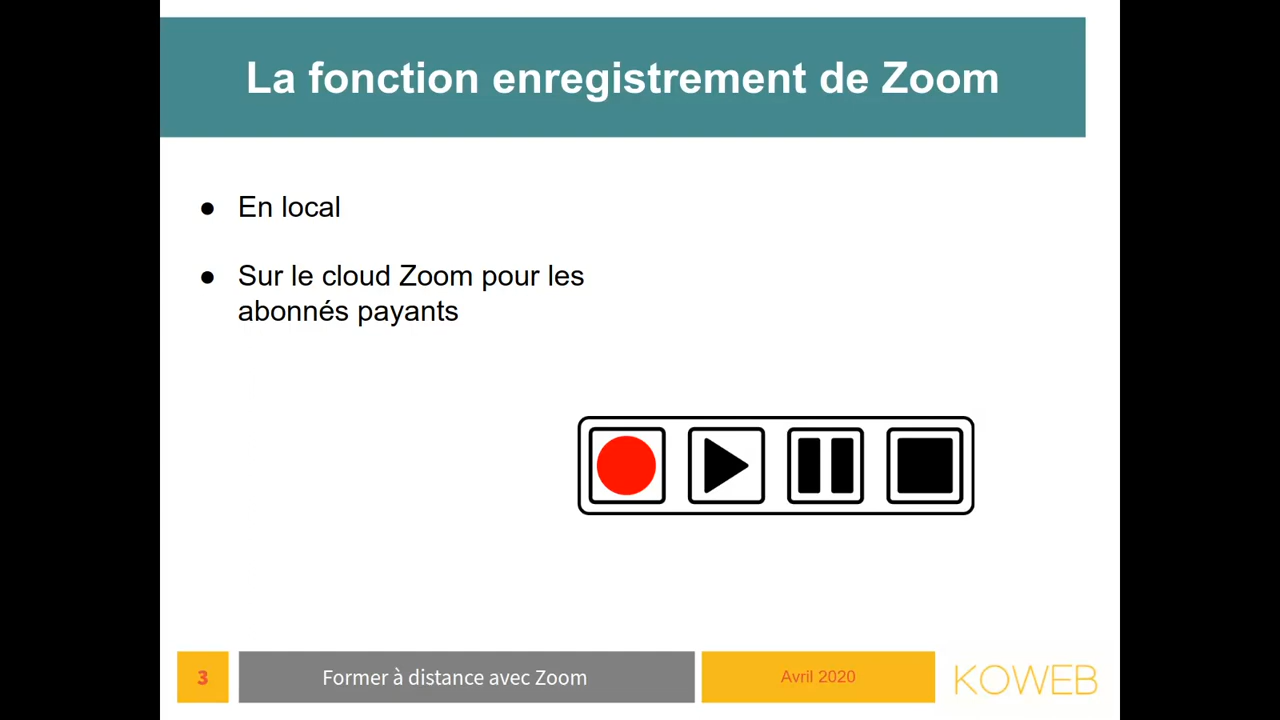 La fonction enregistrement de Zoom
● En local
● Sur le cloud Zoom pour les
abonnés payants
3
Former à distance avec Zoom
Avril 2020
KOWEB